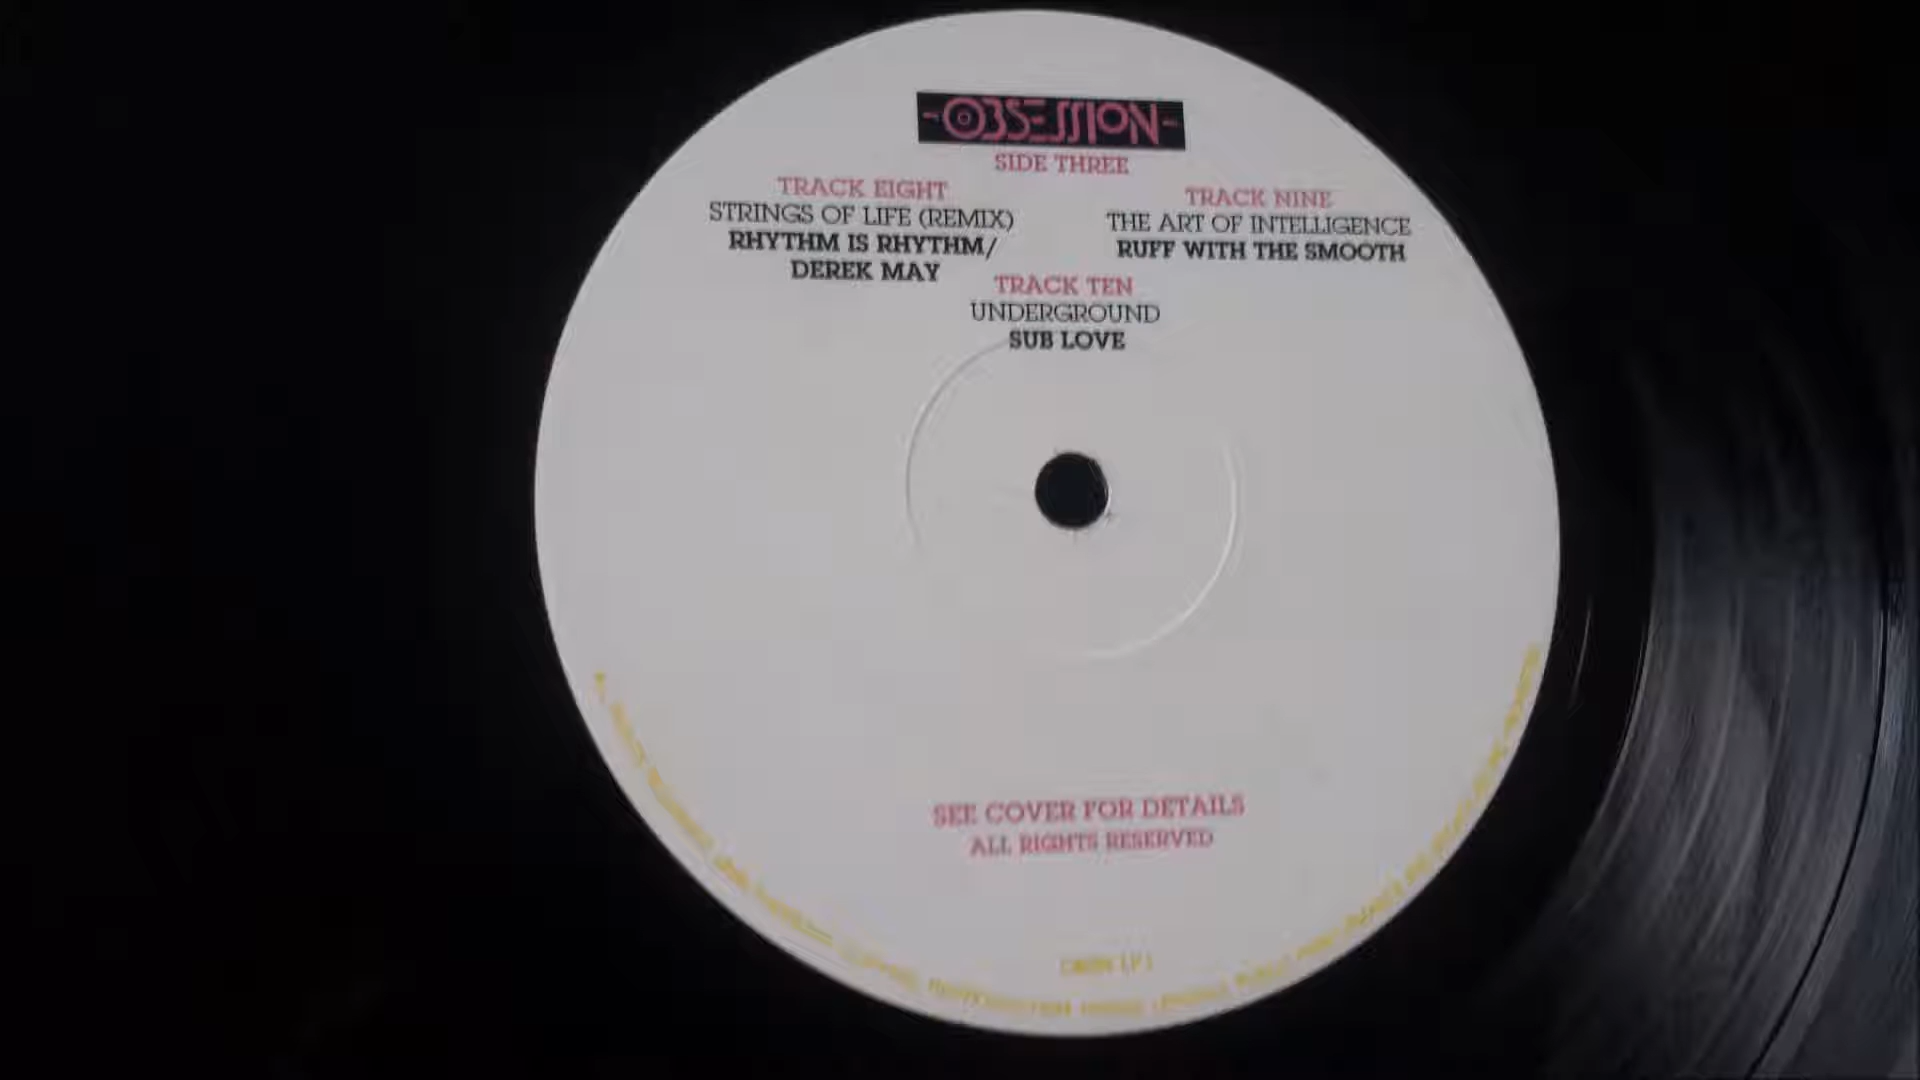 -OBSESSION-
SIDE THREE
TRACK EIGHT
STRINGS OF LIFE (REMIX)
RHYTHM IS RHYTHM/
DEREK MAY
TRACK NINE
THE ART OF INTELLIGENCE
RUFF WITH THE SMOOTH
TRACK TEN
UNDERGROUND
SUB LOVE
SEE COVER FOR DETAILS
ALL RIGHTS RESERVED